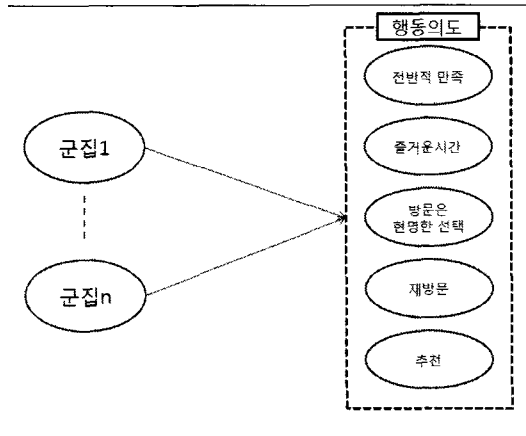 행동의도
전반적 만족
즐거운시간
방문은
현명한 선택
재방문
추천
군집1
군집n